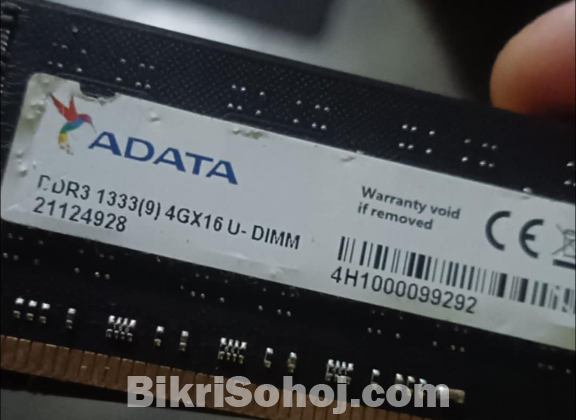 ADATA
DDR3 1333(9) 4GX16 U- DIMM
21124928
Warranty void
if removed
CE
4H1000099292
BikriSohoj.com